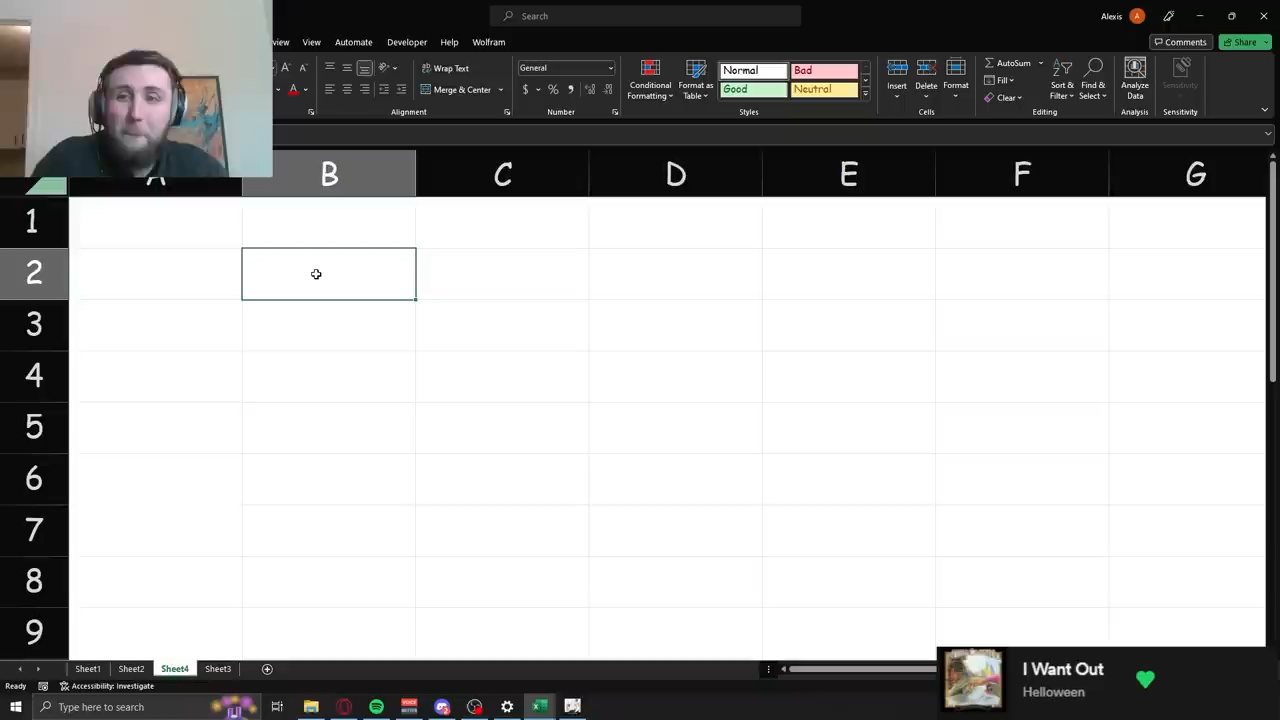 Search
Alexis A
view View Automate Developer Help Wolfram
Comments Share
A A Wrap Text General Normal Bad AutoSum
A Merge & Center $ % , Conditional Formatting Format as Table Good Neutral Insert Delete Format Fill Clear Sort & Filter Find & Select Analyze Data Sensitivity
Alignment Number Styles Cells Editing Analysis Sensitivity
A B C D E F G
1
2
3
4
5
6
7
8
9
Sheet1 Sheet2 Sheet4 Sheet3
Ready Accessibility: Investigate
I Want Out
Helloween
Type here to search